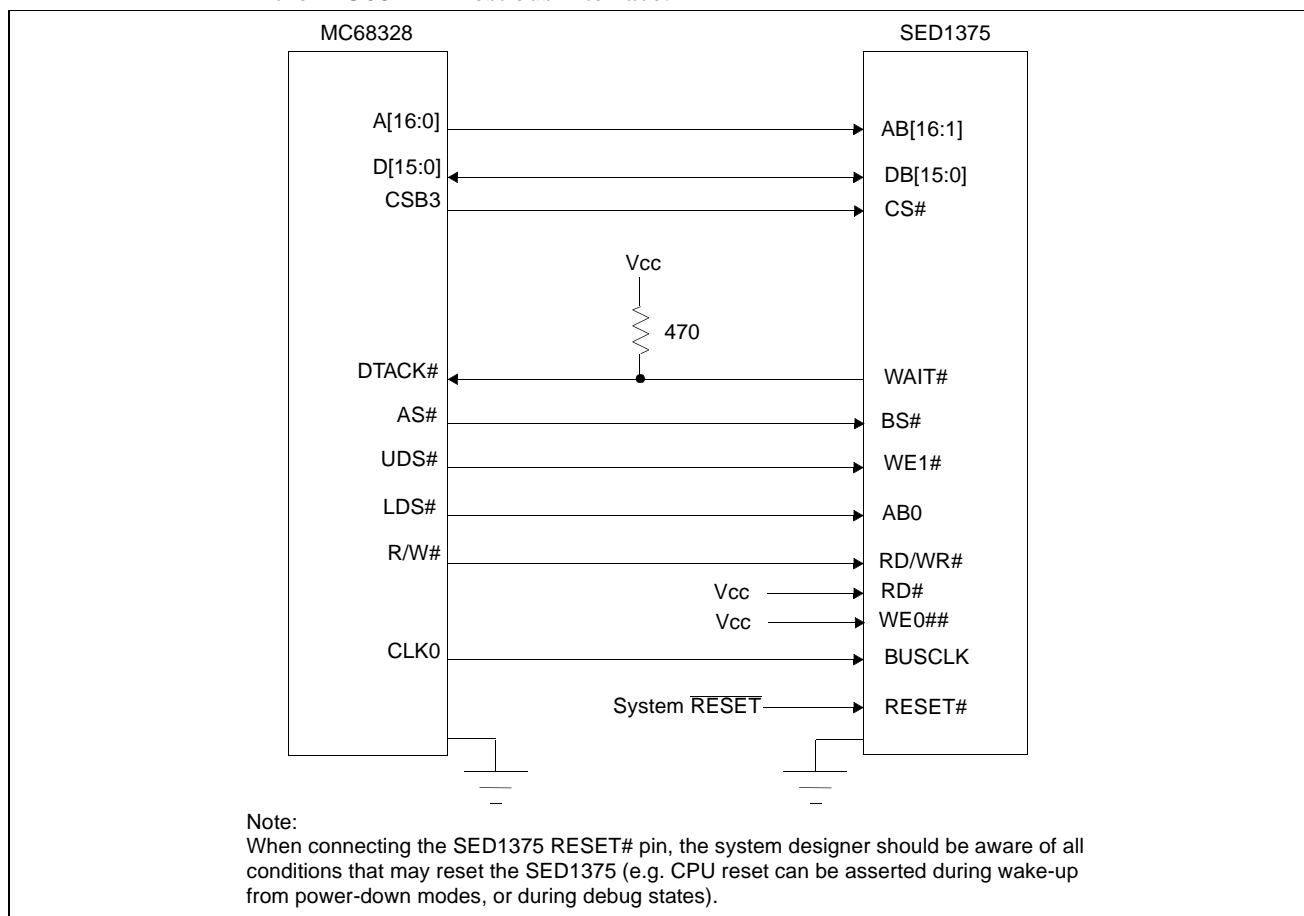 MC68328 SED1375
A[16:0] AB[16:1]
D[15:0] DB[15:0]
CSB3 CS#
Vcc
470
DTACK# WAIT#
AS# BS#
UDS# WE1#
LDS# AB0
R/W# RD/WR#
Vcc RD#
Vcc WE0##
CLK0 BUSCLK
System RESET RESET#
Note:
When connecting the SED1375 RESET# pin, the system designer should be aware of all
conditions that may reset the SED1375 (e.g. CPU reset can be asserted during wake-up
from power-down modes, or during debug states).